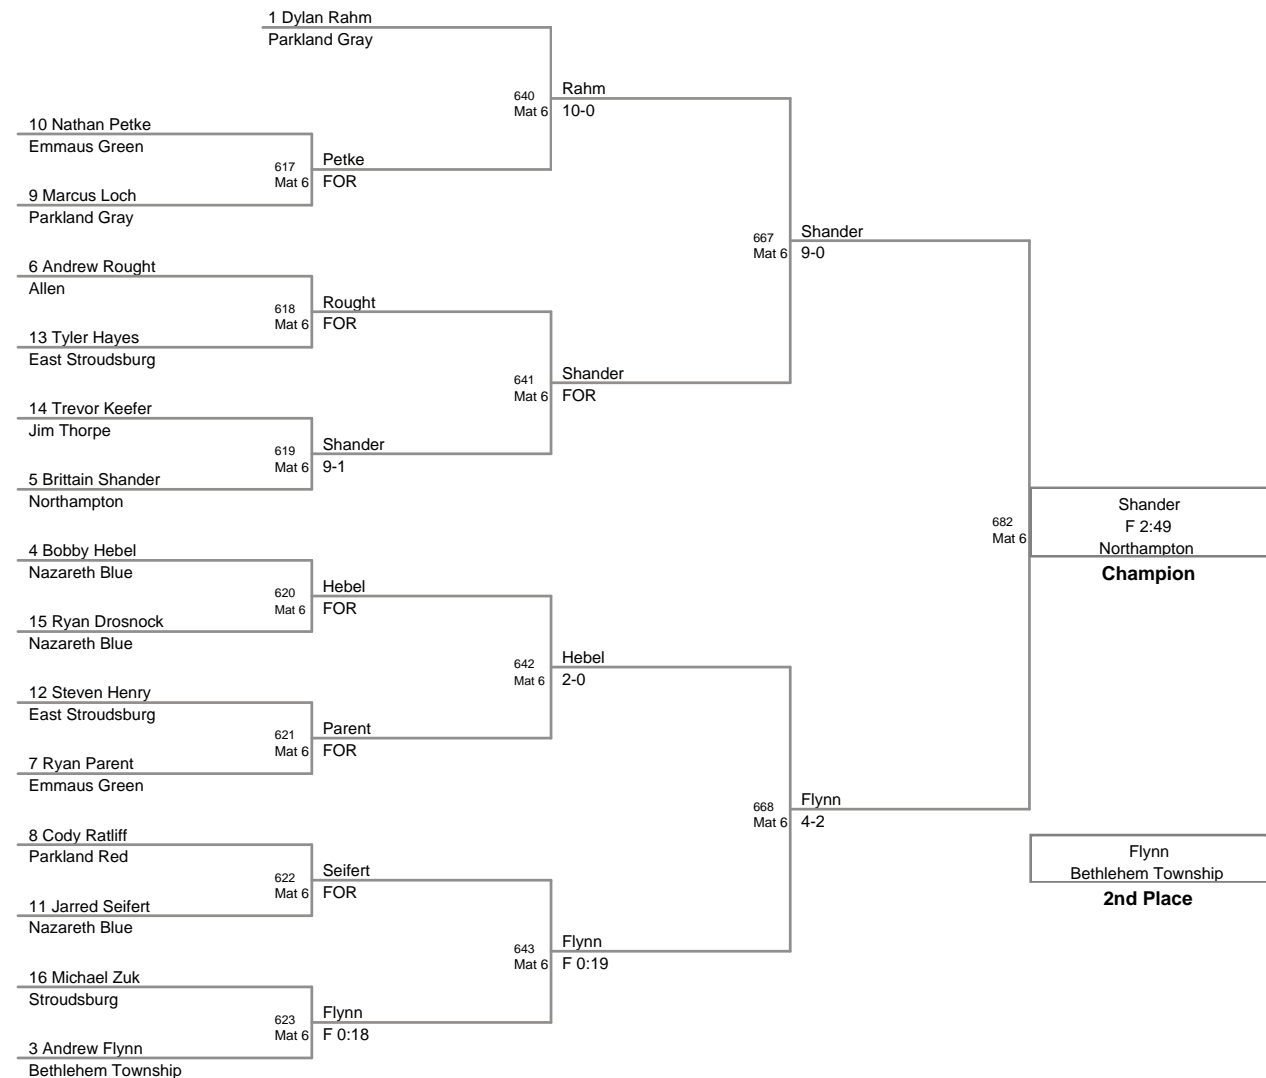 1 Dylan Rahm
Parkland Gray
640
Mat 6
Rahm
10-0
10 Nathan Petke
Emmaus Green
617
Mat 6
Petke
FOR
9 Marcus Loch
Parkland Gray
667
Mat 6
Shander
9-0
6 Andrew Rought
Allen
618
Mat 6
Rought
FOR
13 Tyler Hayes
East Stroudsburg
641
Mat 6
Shander
FOR
14 Trevor Keefer
Jim Thorpe
619
Mat 6
Shander
9-1
5 Brittain Shander
Northampton
682
Mat 6
Shander
F 2:49
Northampton
Champion
4 Bobby Hebel
Nazareth Blue
620
Mat 6
Hebel
FOR
15 Ryan Drosnock
Nazareth Blue
642
Mat 6
Hebel
2-0
12 Steven Henry
East Stroudsburg
621
Mat 6
Parent
FOR
7 Ryan Parent
Emmaus Green
668
Mat 6
Flynn
4-2
8 Cody Ratliff
Parkland Red
622
Mat 6
Seifert
FOR
11 Jarred Seifert
Nazareth Blue
Flynn
Bethlehem Township
2nd Place
643
Mat 6
Flynn
F 0:19
16 Michael Zuk
Stroudsburg
623
Mat 6
Flynn
F 0:18
3 Andrew Flynn
Bethlehem Township